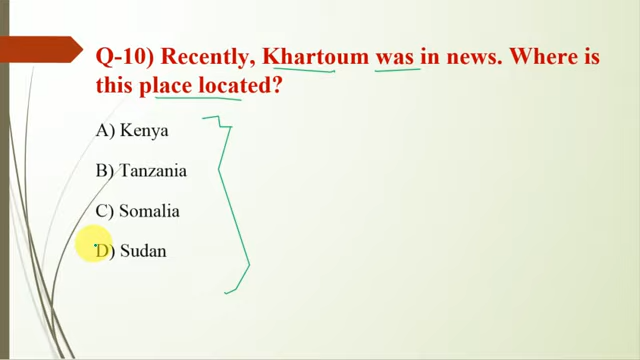 Q-10) Recently, Khartoum was in news. Where is
this place located?
A) Kenya
B) Tanzania
C) Somalia
D) Sudan